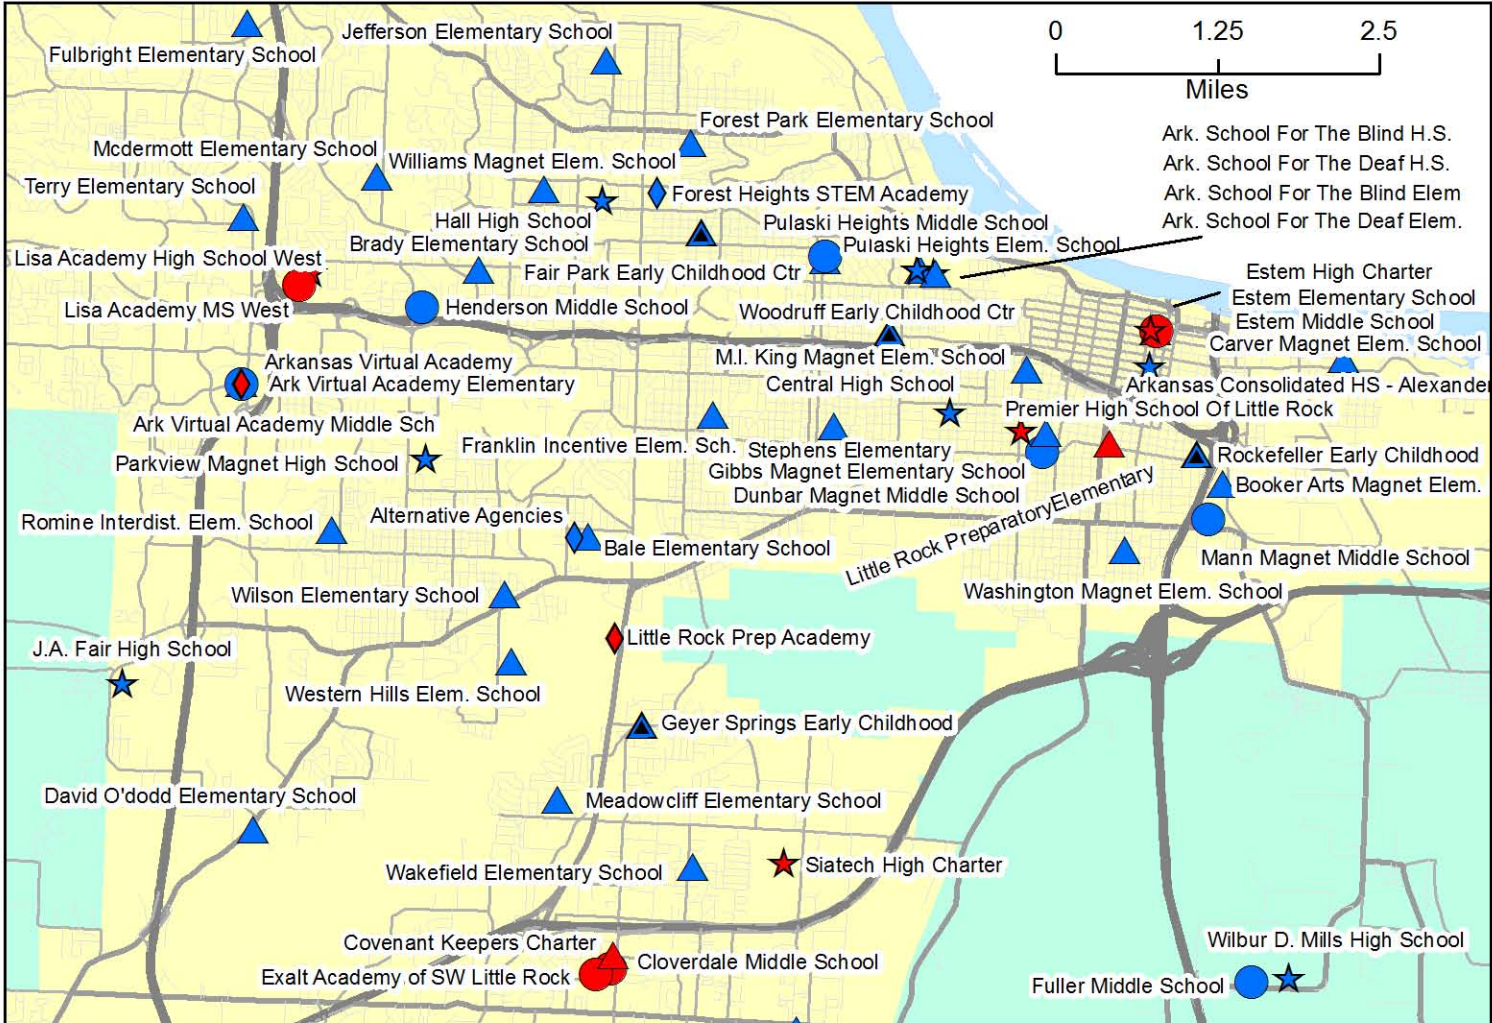 0 1.25 2.5
Miles
Jefferson Elementary School
Fulbright Elementary School
Forest Park Elementary School
Ark. School For The Blind H.S.
Mcdermott Elementary School
Williams Magnet Elem. School
Ark. School For The Deaf H.S.
Terry Elementary School
Forest Heights STEM Academy
Ark. School For The Blind Elem
Hall High School
Pulaski Heights Middle School
Ark. School For The Deaf Elem.
Brady Elementary School
Pulaski Heights Elem. School
Lisa Academy High School West
Fair Park Early Childhood Ctr
Estem High Charter
Estem Elementary School
Lisa Academy MS West
Henderson Middle School
Woodruff Early Childhood Ctr
Estem Middle School
Carver Magnet Elem. School
Arkansas Virtual Academy
M.I. King Magnet Elem. School
Ark Virtual Academy Elementary
Central High School
Arkansas Consolidated HS - Alexander
Premier High School Of Little Rock
Ark Virtual Academy Middle Sch
Franklin Incentive Elem. Sch.
Stephens Elementary
Rockefeller Early Childhood
Parkview Magnet High School
Gibbs Magnet Elementary School
Booker Arts Magnet Elem.
Dunbar Magnet Middle School
Little Rock PreparatoryElementary
Romine Interdist. Elem. School
Alternative Agencies
Bale Elementary School
Mann Magnet Middle School
Wilson Elementary School
Washington Magnet Elem. School
Little Rock Prep Academy
J.A. Fair High School
Western Hills Elem. School
Geyer Springs Early Childhood
David O'dodd Elementary School
Meadowcliff Elementary School
Wakefield Elementary School
Siatech High Charter
Covenant Keepers Charter
Wilbur D. Mills High School
Cloverdale Middle School
Exalt Academy of SW Little Rock
Fuller Middle School